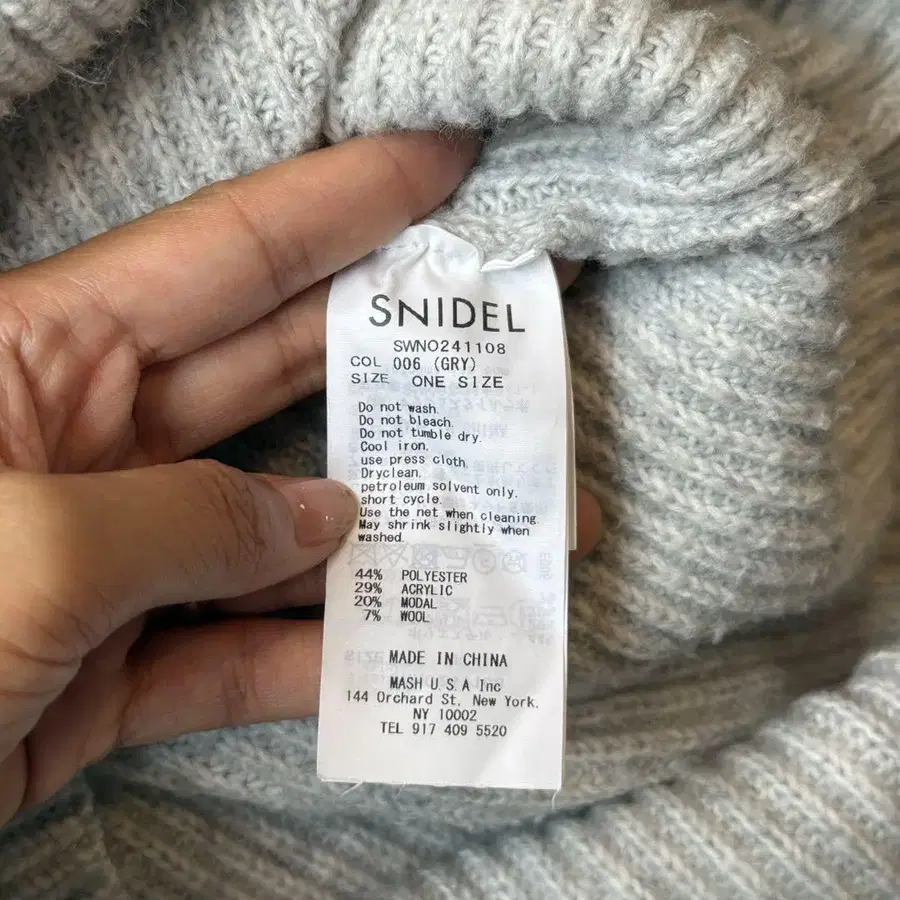 SNIDEL
SWNO241108
COL 006 (GRY)
SIZE ONE SIZE
Do not wash.
Do not bleach.
Do not tumble dry.
Cool iron,
use press cloth.
Dryclean,
petroleum solvent only.
short cycle.
Use the net when cleaning.
May shrink slightly when
washed.
44% POLYESTER
29% ACRYLIC
20% MODAL
7% WOOL
MADE IN CHINA
MASH U.S.A Inc
144 Orchard St, New York,
NY 10002
TEL 917 409 5520